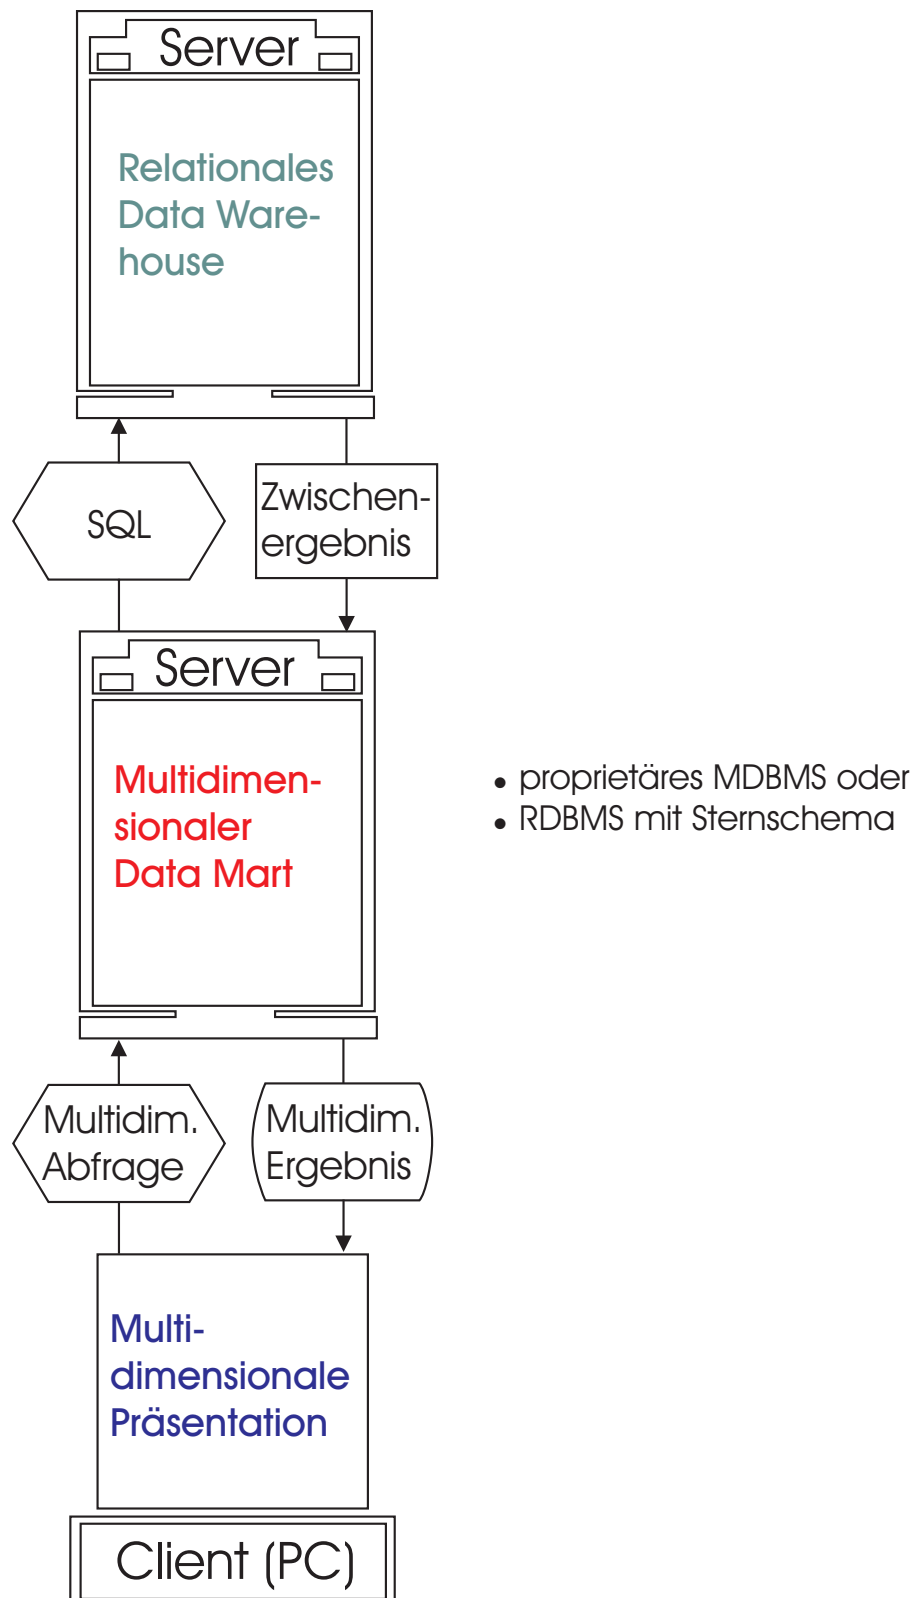 Server
Relationales
Data Ware-
house
SQL
Zwischen-
ergebnis
Server
Multidimen-
sionaler
Data Mart
• proprietäres MDBMS oder
• RDBMS mit Sternschema
Multidim.
Abfrage
Multidim.
Ergebnis
Multi-
dimensionale
Präsentation
Client (PC)